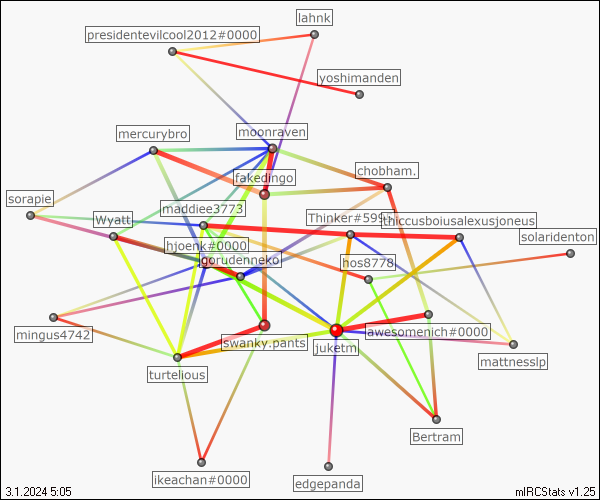 lahnk
presidentevilcool2012#0000
yoshimanden
mercurybro
moonraven
chobham.
fakedingo
sorapie
maddiee3773
Wyatt
Thinker#5995
thiccusboiusalexusjoneus
solaridenton
hjoenk#0000
gorudenneko
hos8778
mingus4742
swanky.pants
juketm
awesomenich#0000
mattnesslp
turtelious
Bertram
ikeachan#0000
edgepanda
3.1.2024 5:05
mIRCStats v1.25